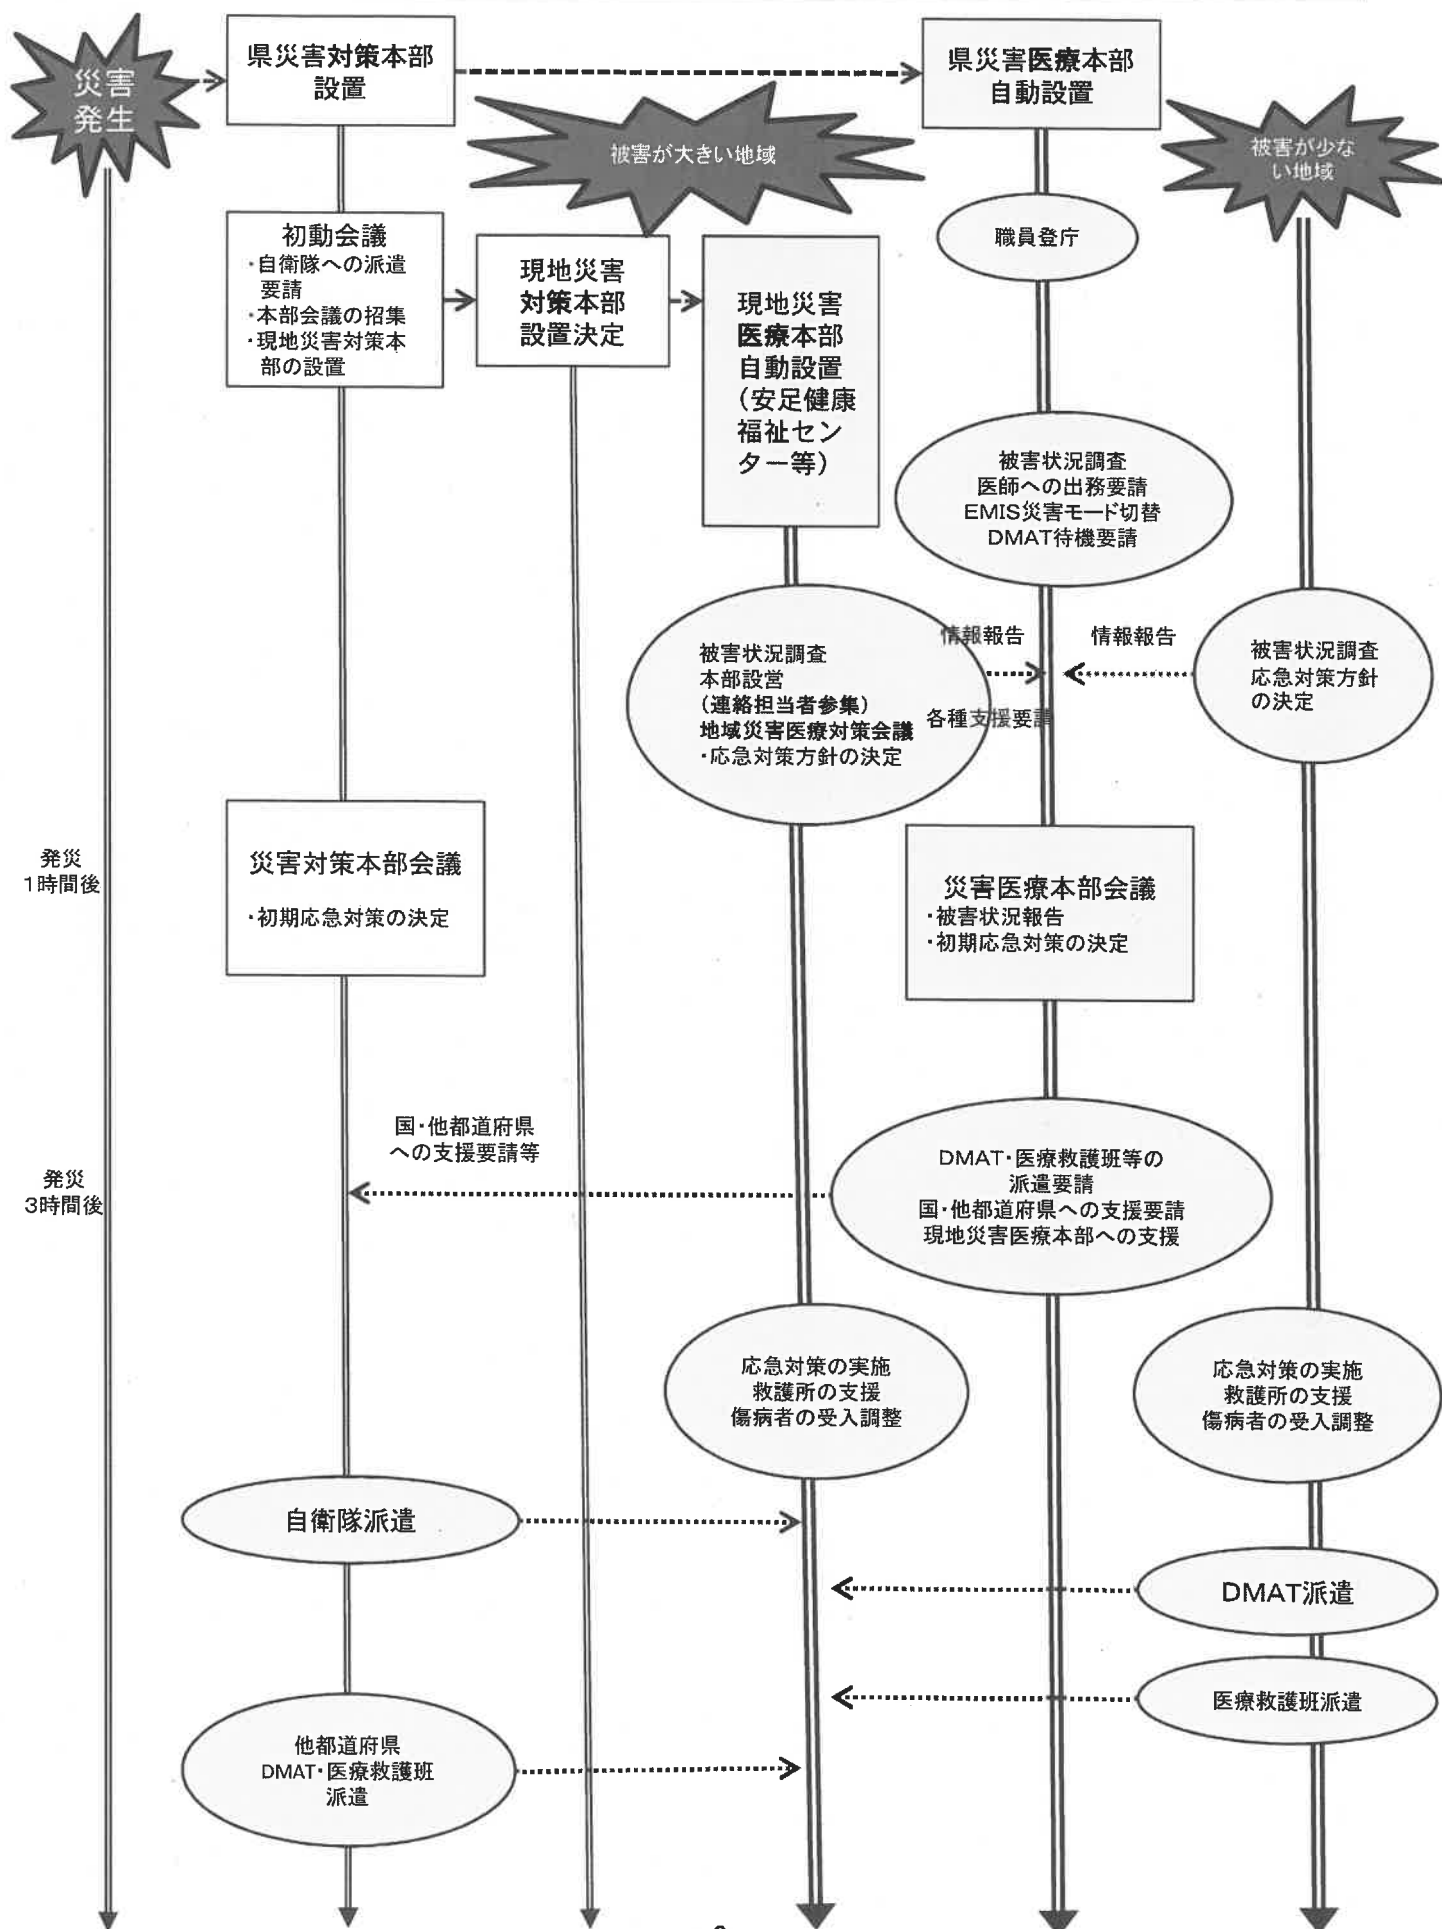 災害
発生
県災害対策本部
設置
県災害医療本部
自動設置
被害が大きい地域
被害が少な
い地域
初動会議
・自衛隊への派遣
要請
・本部会議の招集
・現地災害対策本
部の設置
現地災害
対策本部
設置決定
現地災害
医療本部
自動設置
(安足健康
福祉セン
ター等)
職員登庁
被害状況調査
医師への出務要請
EMIS災害モード切替
DMAT待機要請
被害状況調査
本部設営
(連絡担当者参集)
地域災害医療対策会議
・応急対策方針の決定
情報報告
各種支援要請
情報報告
被害状況調査
応急対策方針
の決定
発災
1時間後
災害対策本部会議
・初期応急対策の決定
災害医療本部会議
・被害状況報告
・初期応急対策の決定
発災
3時間後
国・他都道府県
への支援要請等
DMAT・医療救護班等の
派遣要請
国・他都道府県への支援要請
現地災害医療本部への支援
応急対策の実施
救護所の支援
傷病者の受入調整
応急対策の実施
救護所の支援
傷病者の受入調整
自衛隊派遣
DMAT派遣
医療救護班派遣
他都道府県
DMAT・医療救護班
派遣